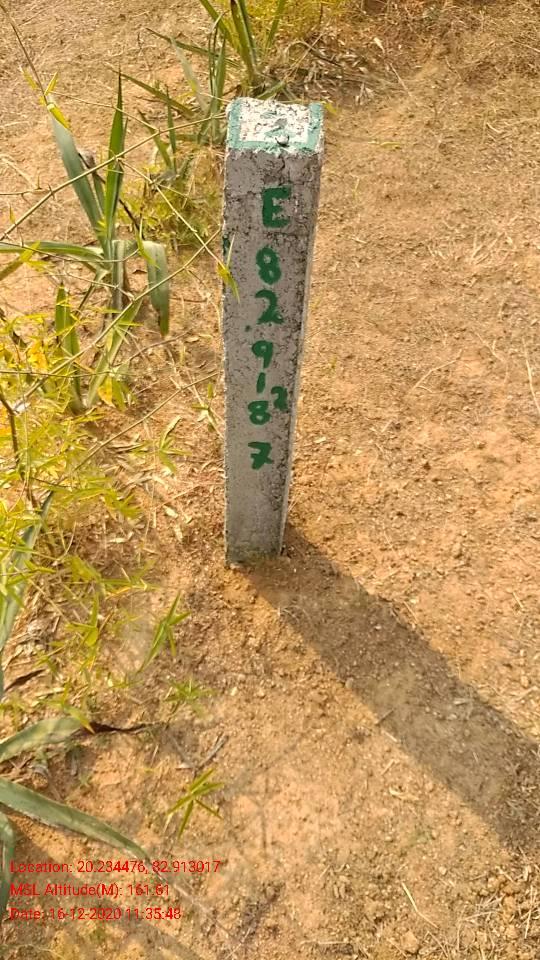 E
8
2
.9
1
8 2
7
Location: 20.234476, 82.913017
MSL Altitude(M): 161.61
Date: 16-12-2020 11:35:48